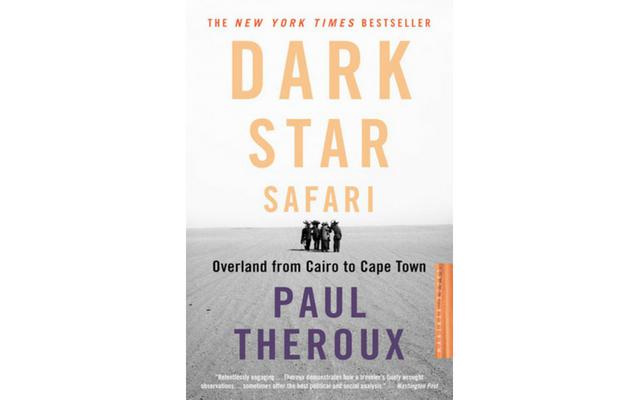 THE NEW YORK TIMES BESTSELLER
DARK
STAR
SAFARI
Overland from Cairo to Cape Town
PAUL
THEROUX
"Relentlessly engaging . . . Theroux demonstrates how a traveler's finely wrought
observations . . . sometimes offer the best political and social analysis." — Washington Post